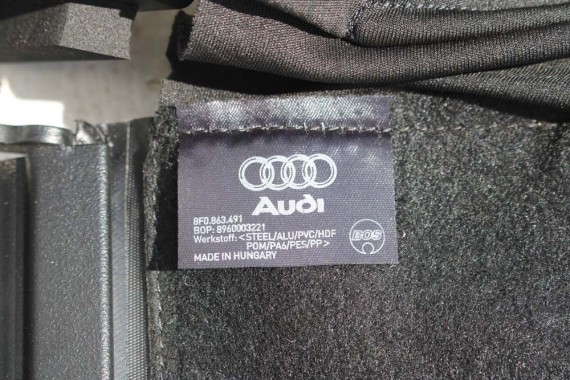 Audi
8F0.863.491
BOP: 8960003221
Werkstoff: <STEEL/ALU/PVC/HDF
POM/PA6/PES/PP>
BOS
MADE IN HUNGARY